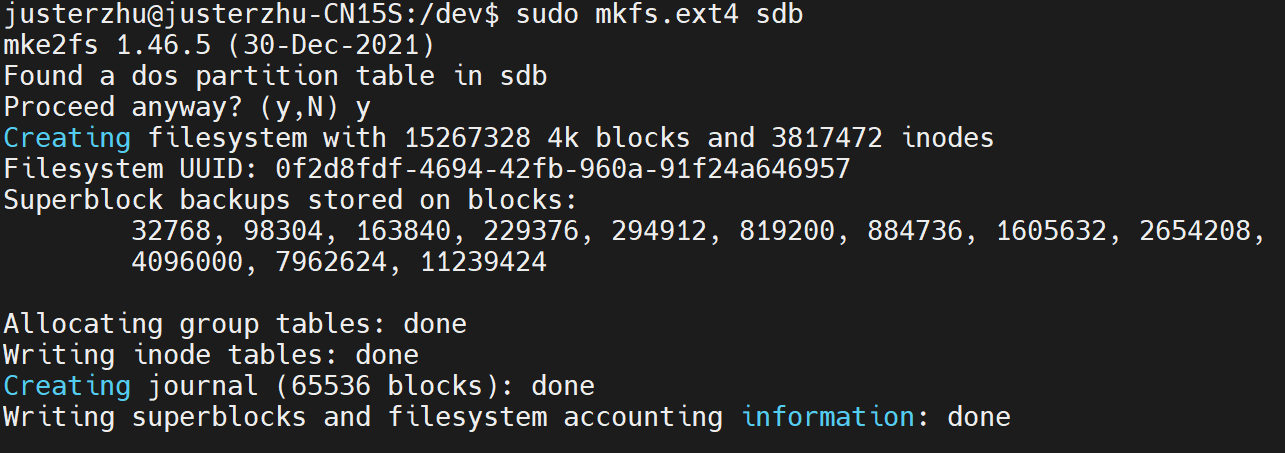 justerzhu@justerzhu-CN15S:/dev$ sudo mkfs.ext4 sdb
mke2fs 1.46.5 (30-Dec-2021)
Found a dos partition table in sdb
Proceed anyway? (y,N) y
Creating filesystem with 15267328 4k blocks and 3817472 inodes
Filesystem UUID: 0f2d8fdf-4694-42fb-960a-91f24a646957
Superblock backups stored on blocks:
        32768, 98304, 163840, 229376, 294912, 819200, 884736, 1605632, 2654208,
        4096000, 7962624, 11239424

Allocating group tables: done
Writing inode tables: done
Creating journal (65536 blocks): done
Writing superblocks and filesystem accounting information: done